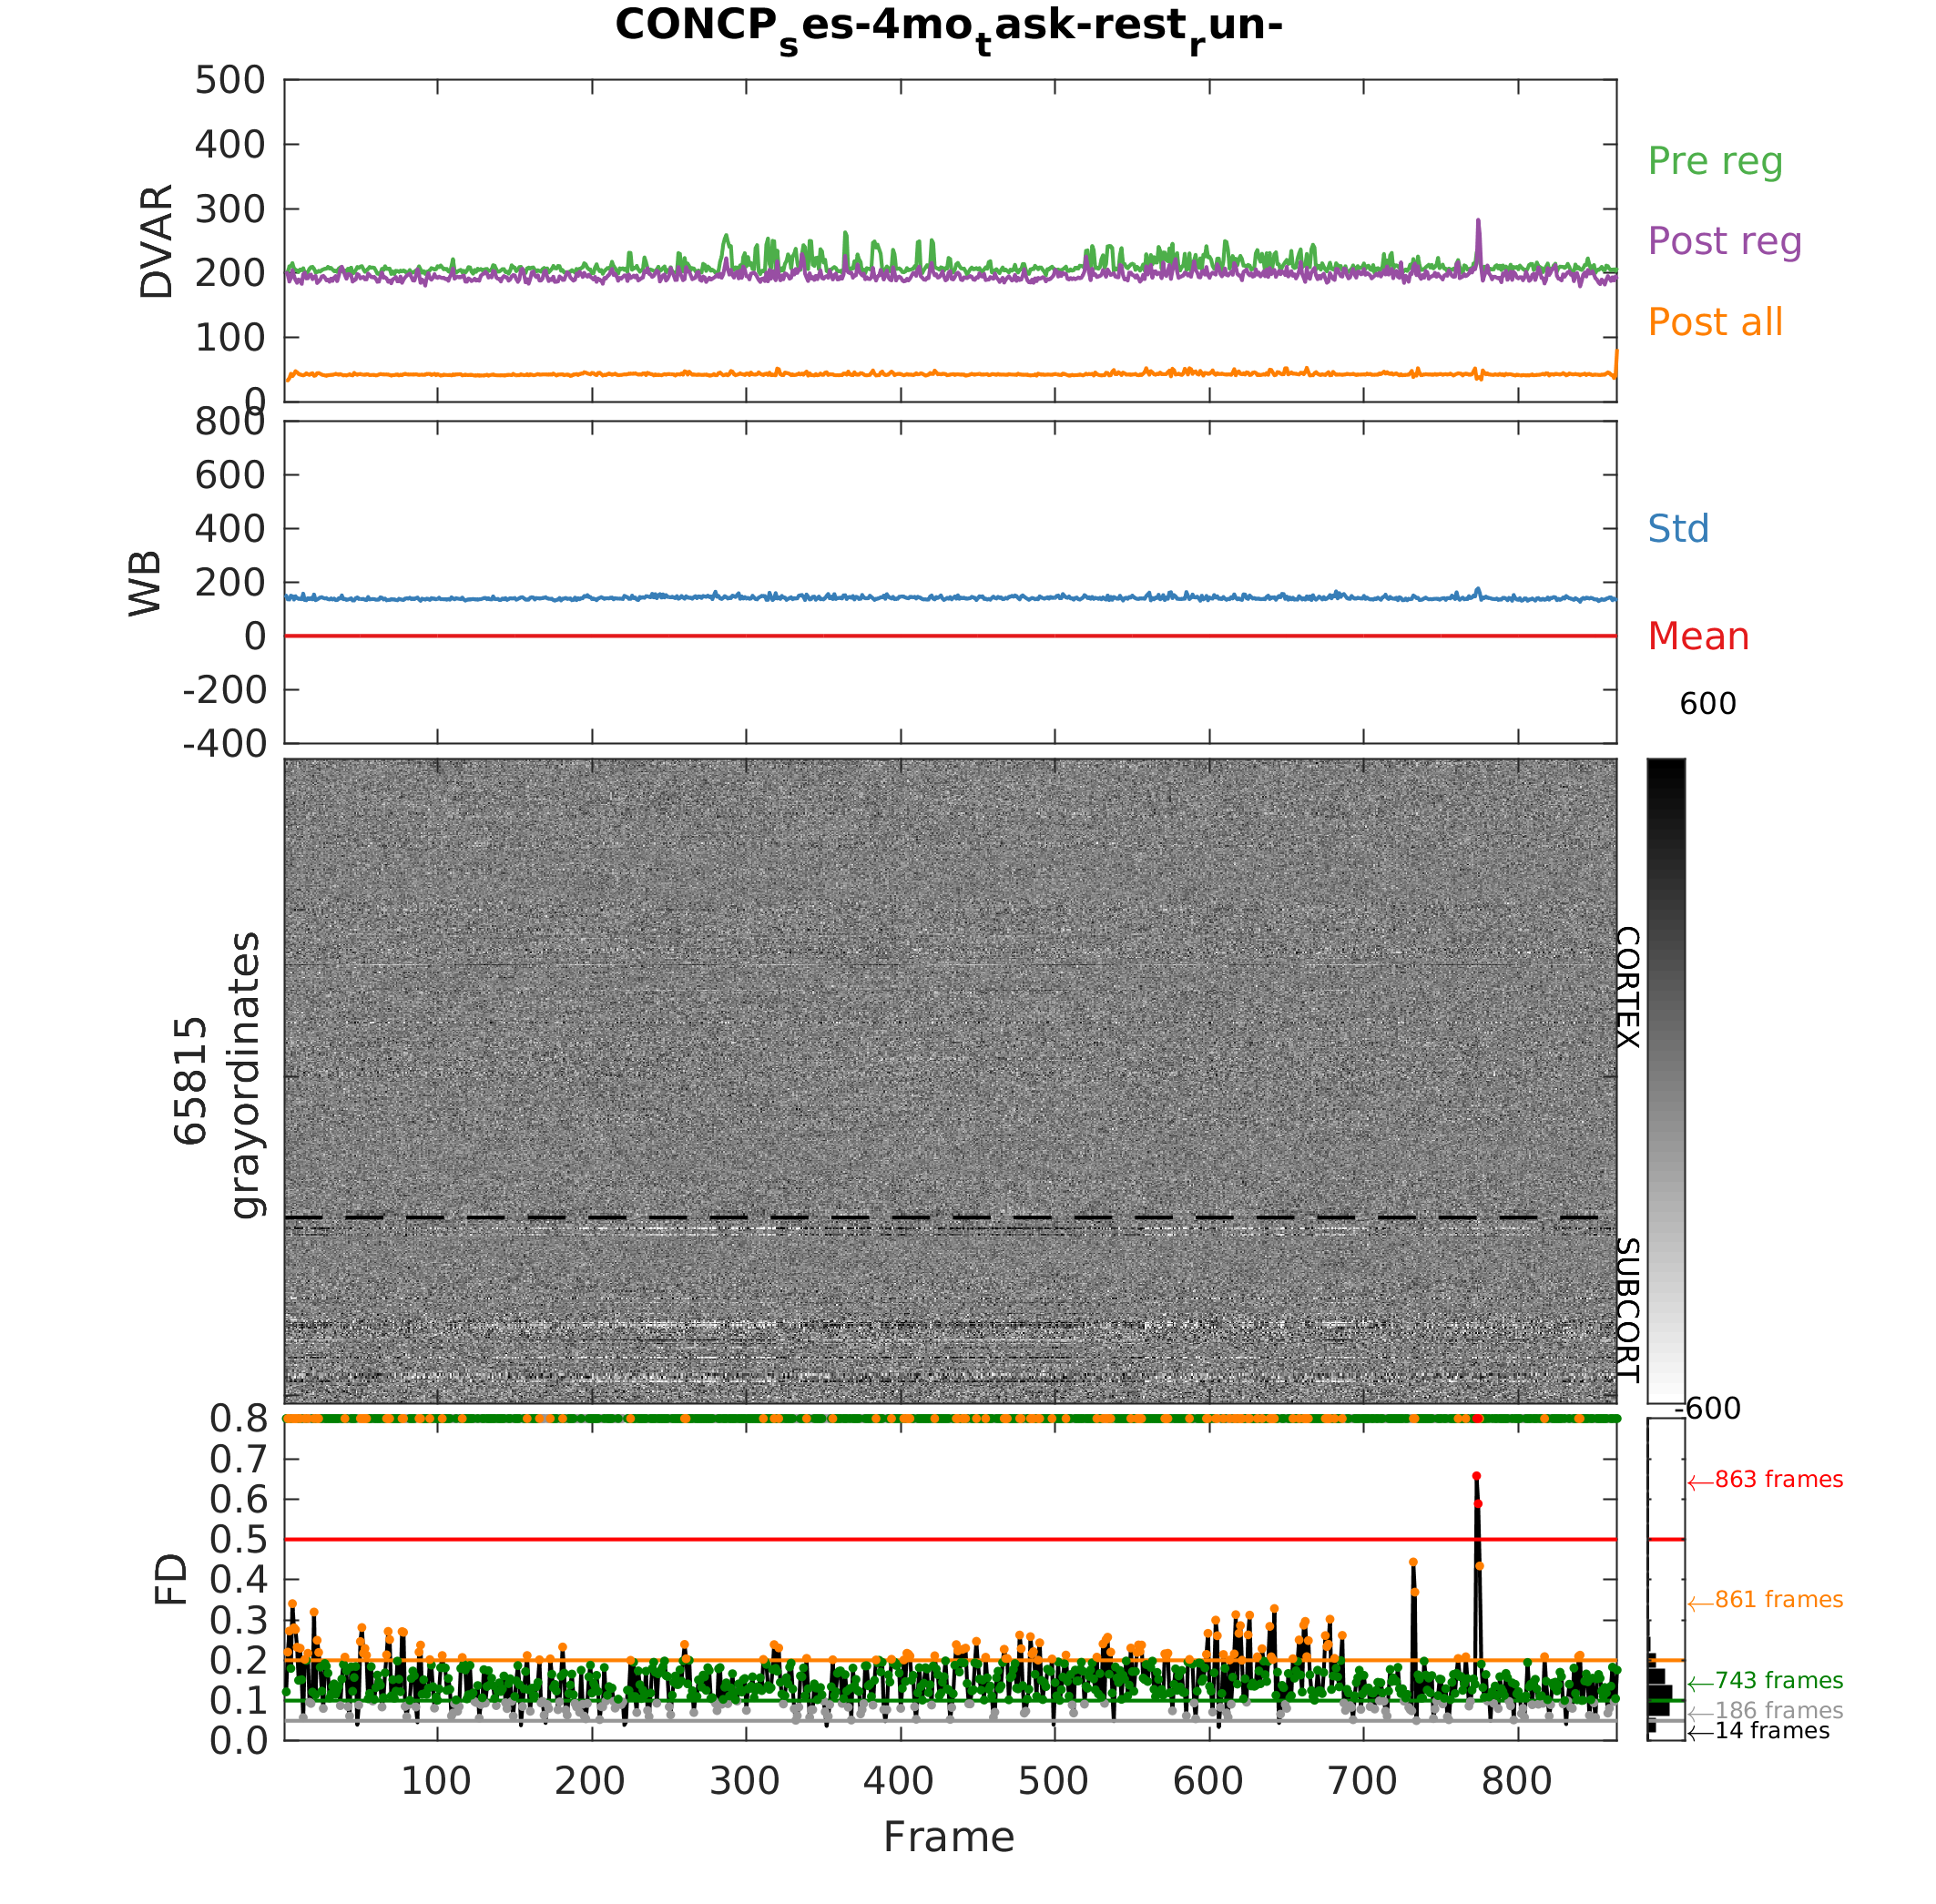 CONCPses-4motask-restrun-
500
400
300
200
100
0
DVAR
Pre reg
Post reg
Post all
800
600
400
200
0
-200
-400
WB
Std
Mean
600
65815
grayordinates
CORTEX
SUBCORT
-600
0.8
0.7
0.6
0.5
0.4
0.3
0.2
0.1
0.0
FD
←863 frames
←861 frames
←743 frames
←186 frames
←14 frames
100 200 300 400 500 600 700 800
Frame